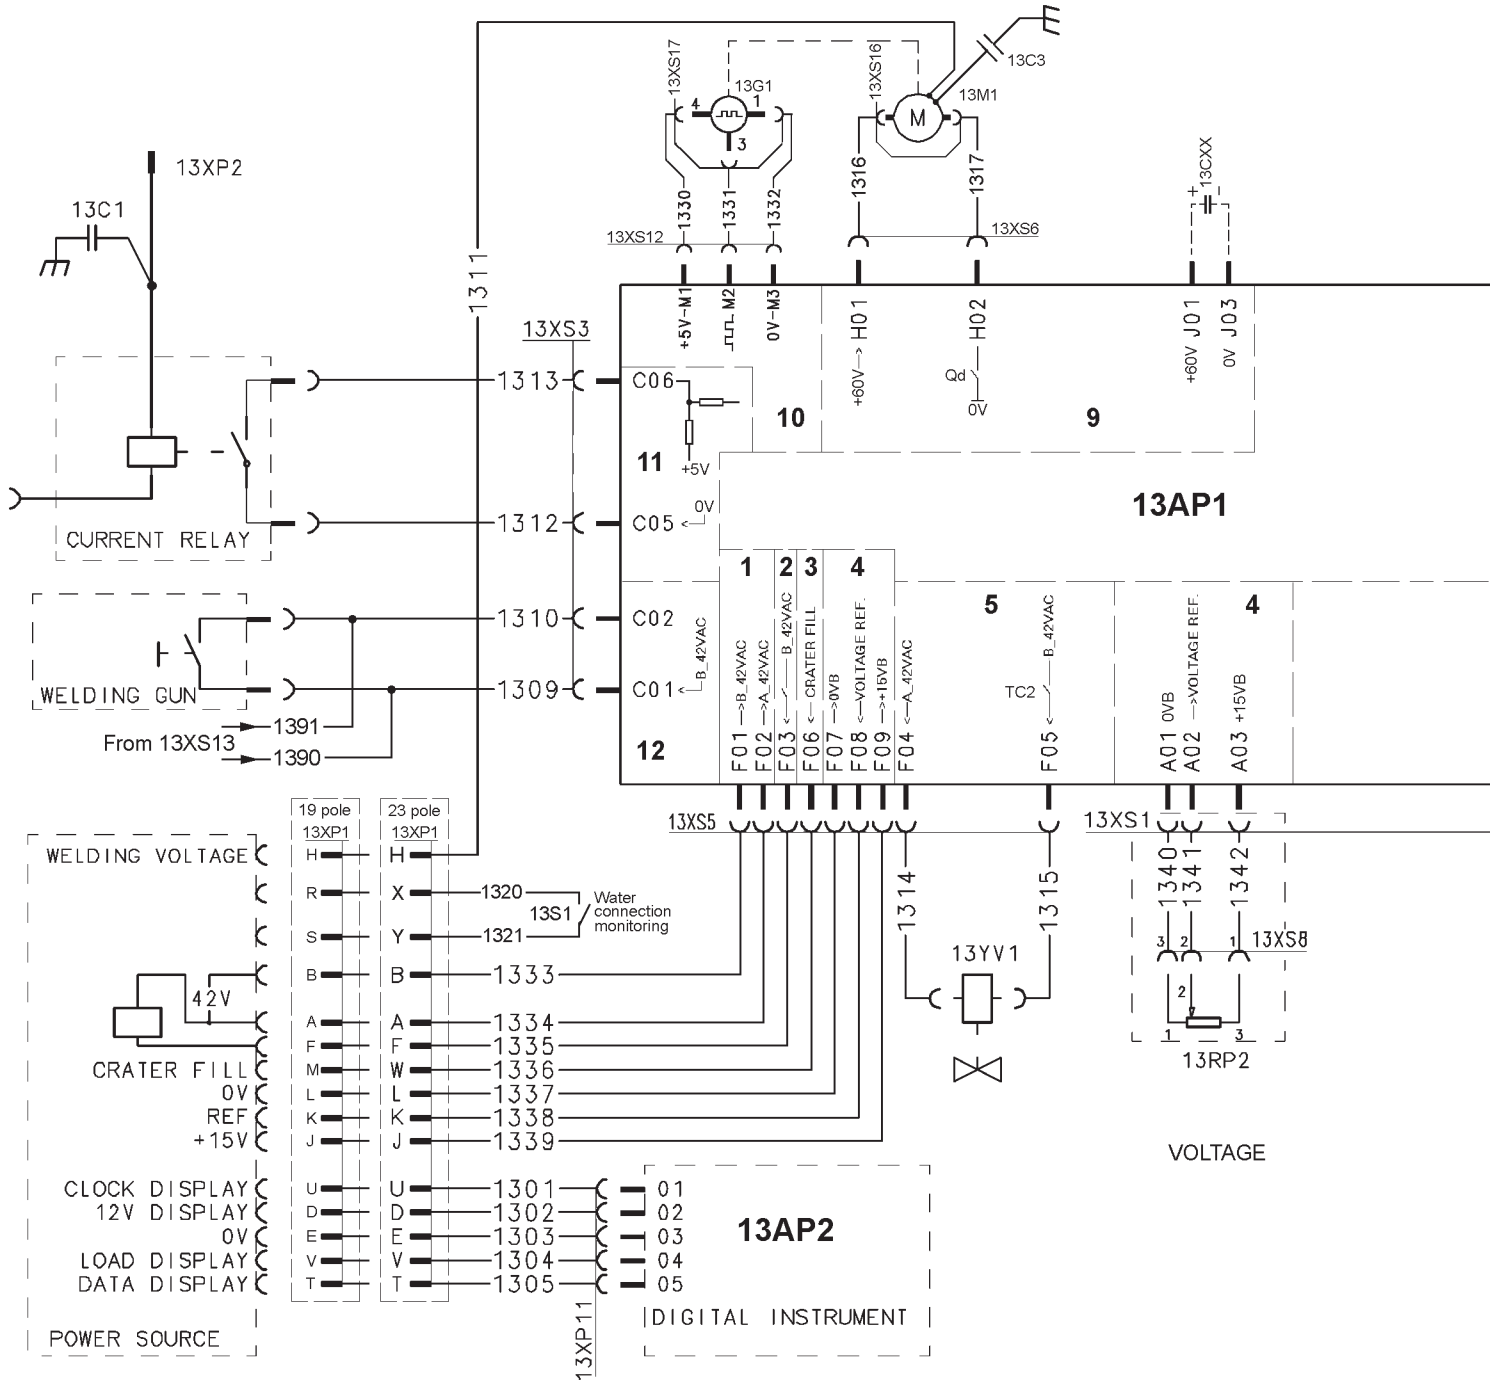 13XS17
13G1
4
1
3
13XS16
M
13M1
13C3
13XP2
13C1
1311
1330
1331
1332
13XS12
1316
1317
13XS6
+ 13CXX -
13XS3
+5V-M1
M2
0V-M3
+60V—> H01
H02
Qd
0V
+60V J01
0V J03
1313
C06
+5V
10
11
9
13AP1
1312
C05
0V
CURRENT RELAY
1310
C02
B_42VAC
1309
C01
WELDING GUN
1391
From 13XS13
1390
12
1
2
3
4
5
4
F01 —>B_42VAC
F02 —>A_42VAC
F03 <— B_42VAC
F06 <—CRATER FILL
F07 —>0VB
F08 <—VOLTAGE REF.
F09 —>+15VB
F04 <—A_42VAC
F05 <— B_42VAC
TC2
A01 0VB
A02 —>VOLTAGE REF.
A03 +15VB
19 pole
13XP1
23 pole
13XP1
13XS5
13XS1
WELDING VOLTAGE
H
H
R
X
1320
13S1
Water
connection
monitoring
S
Y
1321
B
B
1333
42V
A
A
1334
F
F
1335
CRATER FILL
M
W
1336
0V
L
L
1337
REF
K
K
1338
+15V
J
J
1339
1314
1315
13YV1
1340
1341
1342
3
2
1
13XS8
2
1
3
13RP2
VOLTAGE
CLOCK DISPLAY
U
U
1301
01
12V DISPLAY
D
D
1302
02
0V
E
E
1303
03
LOAD DISPLAY
V
V
1304
04
DATA DISPLAY
T
T
1305
05
13AP2
DIGITAL INSTRUMENT
13XP11
POWER SOURCE